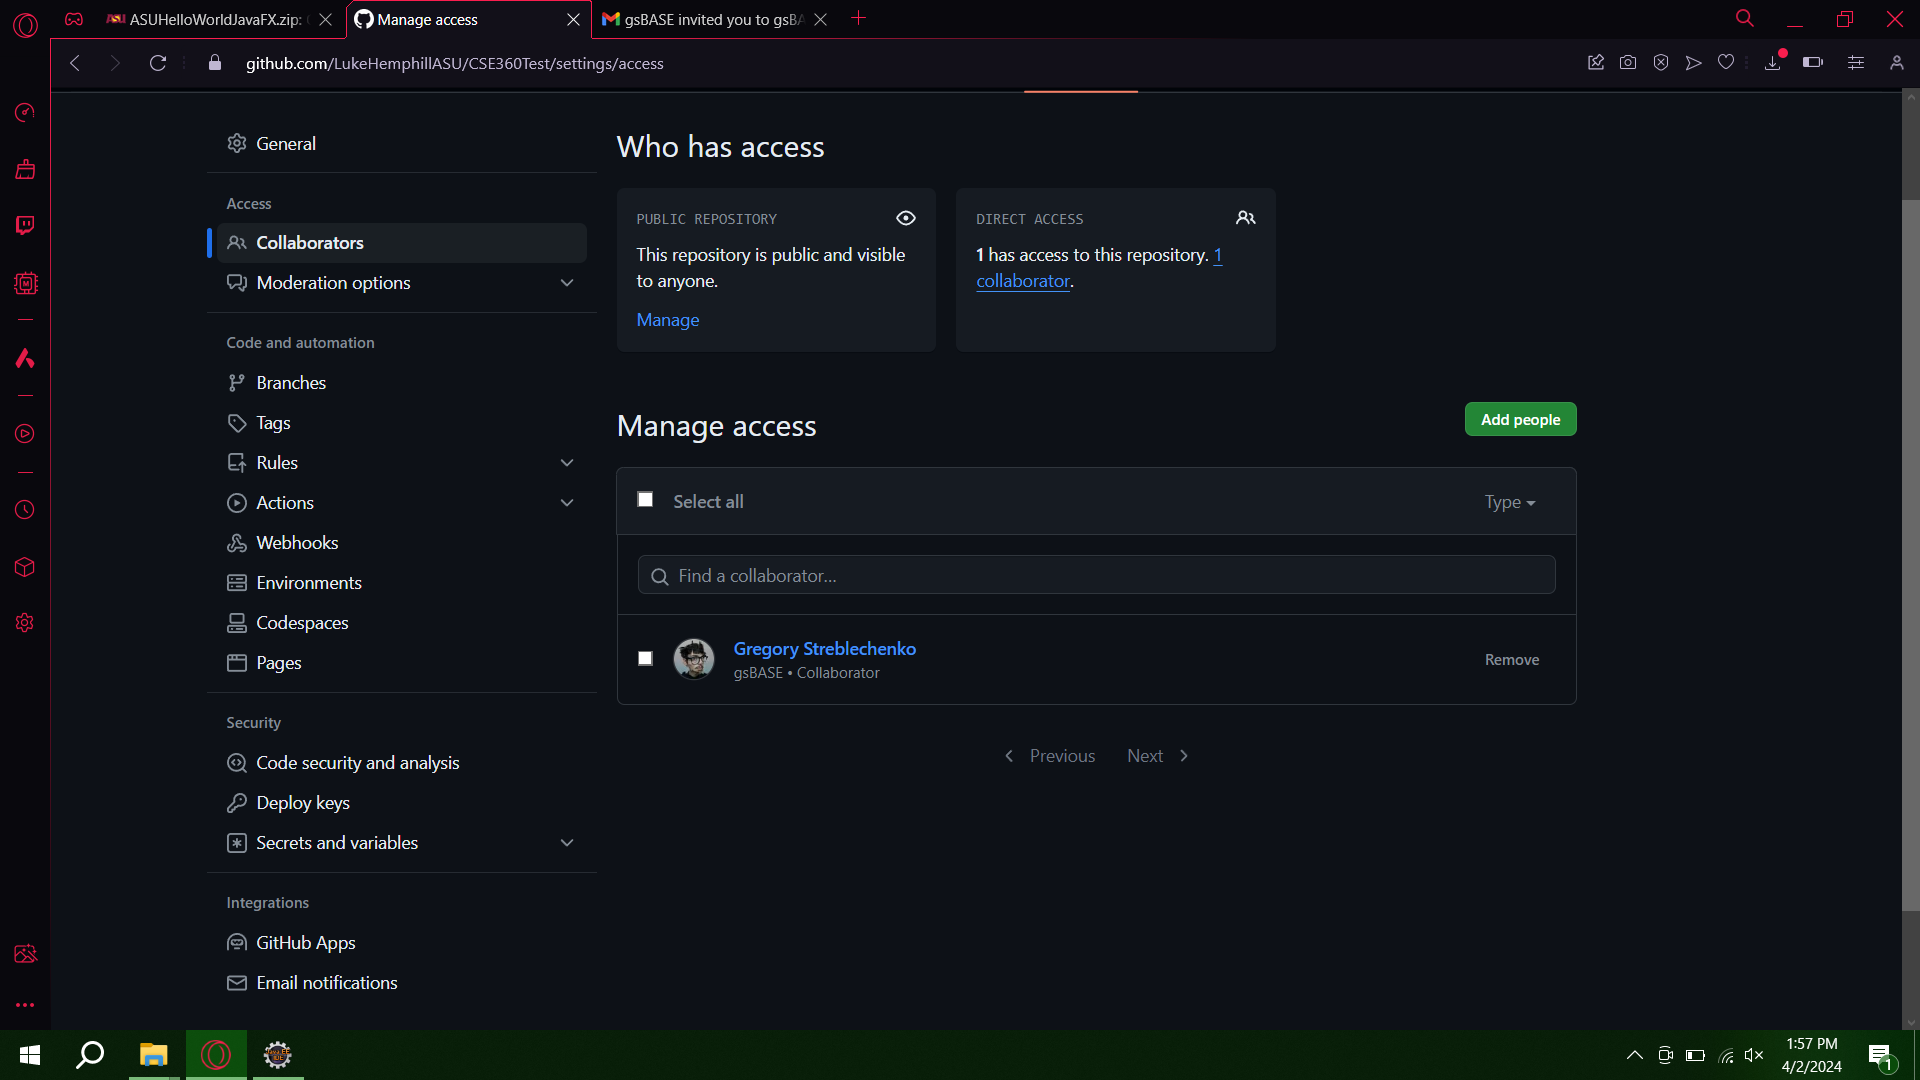 ASUHelloWorldJavaFX.zip:
Manage access
gsBASE invited you to gsBA
github.com/LukeHemphillASU/CSE360Test/settings/access
General
Access
Collaborators
Moderation options
Code and automation
Branches
Tags
Rules
Actions
Webhooks
Environments
Codespaces
Pages
Security
Code security and analysis
Deploy keys
Secrets and variables
Integrations
GitHub Apps
Email notifications
Who has access
PUBLIC REPOSITORY
This repository is public and visible
to anyone.
Manage
DIRECT ACCESS
1 has access to this repository. 1
collaborator.
Manage access
Add people
Select all
Type
Find a collaborator...
Gregory Streblechenko
gsBASE • Collaborator
Remove
Previous
Next
1:57 PM
4/2/2024
1